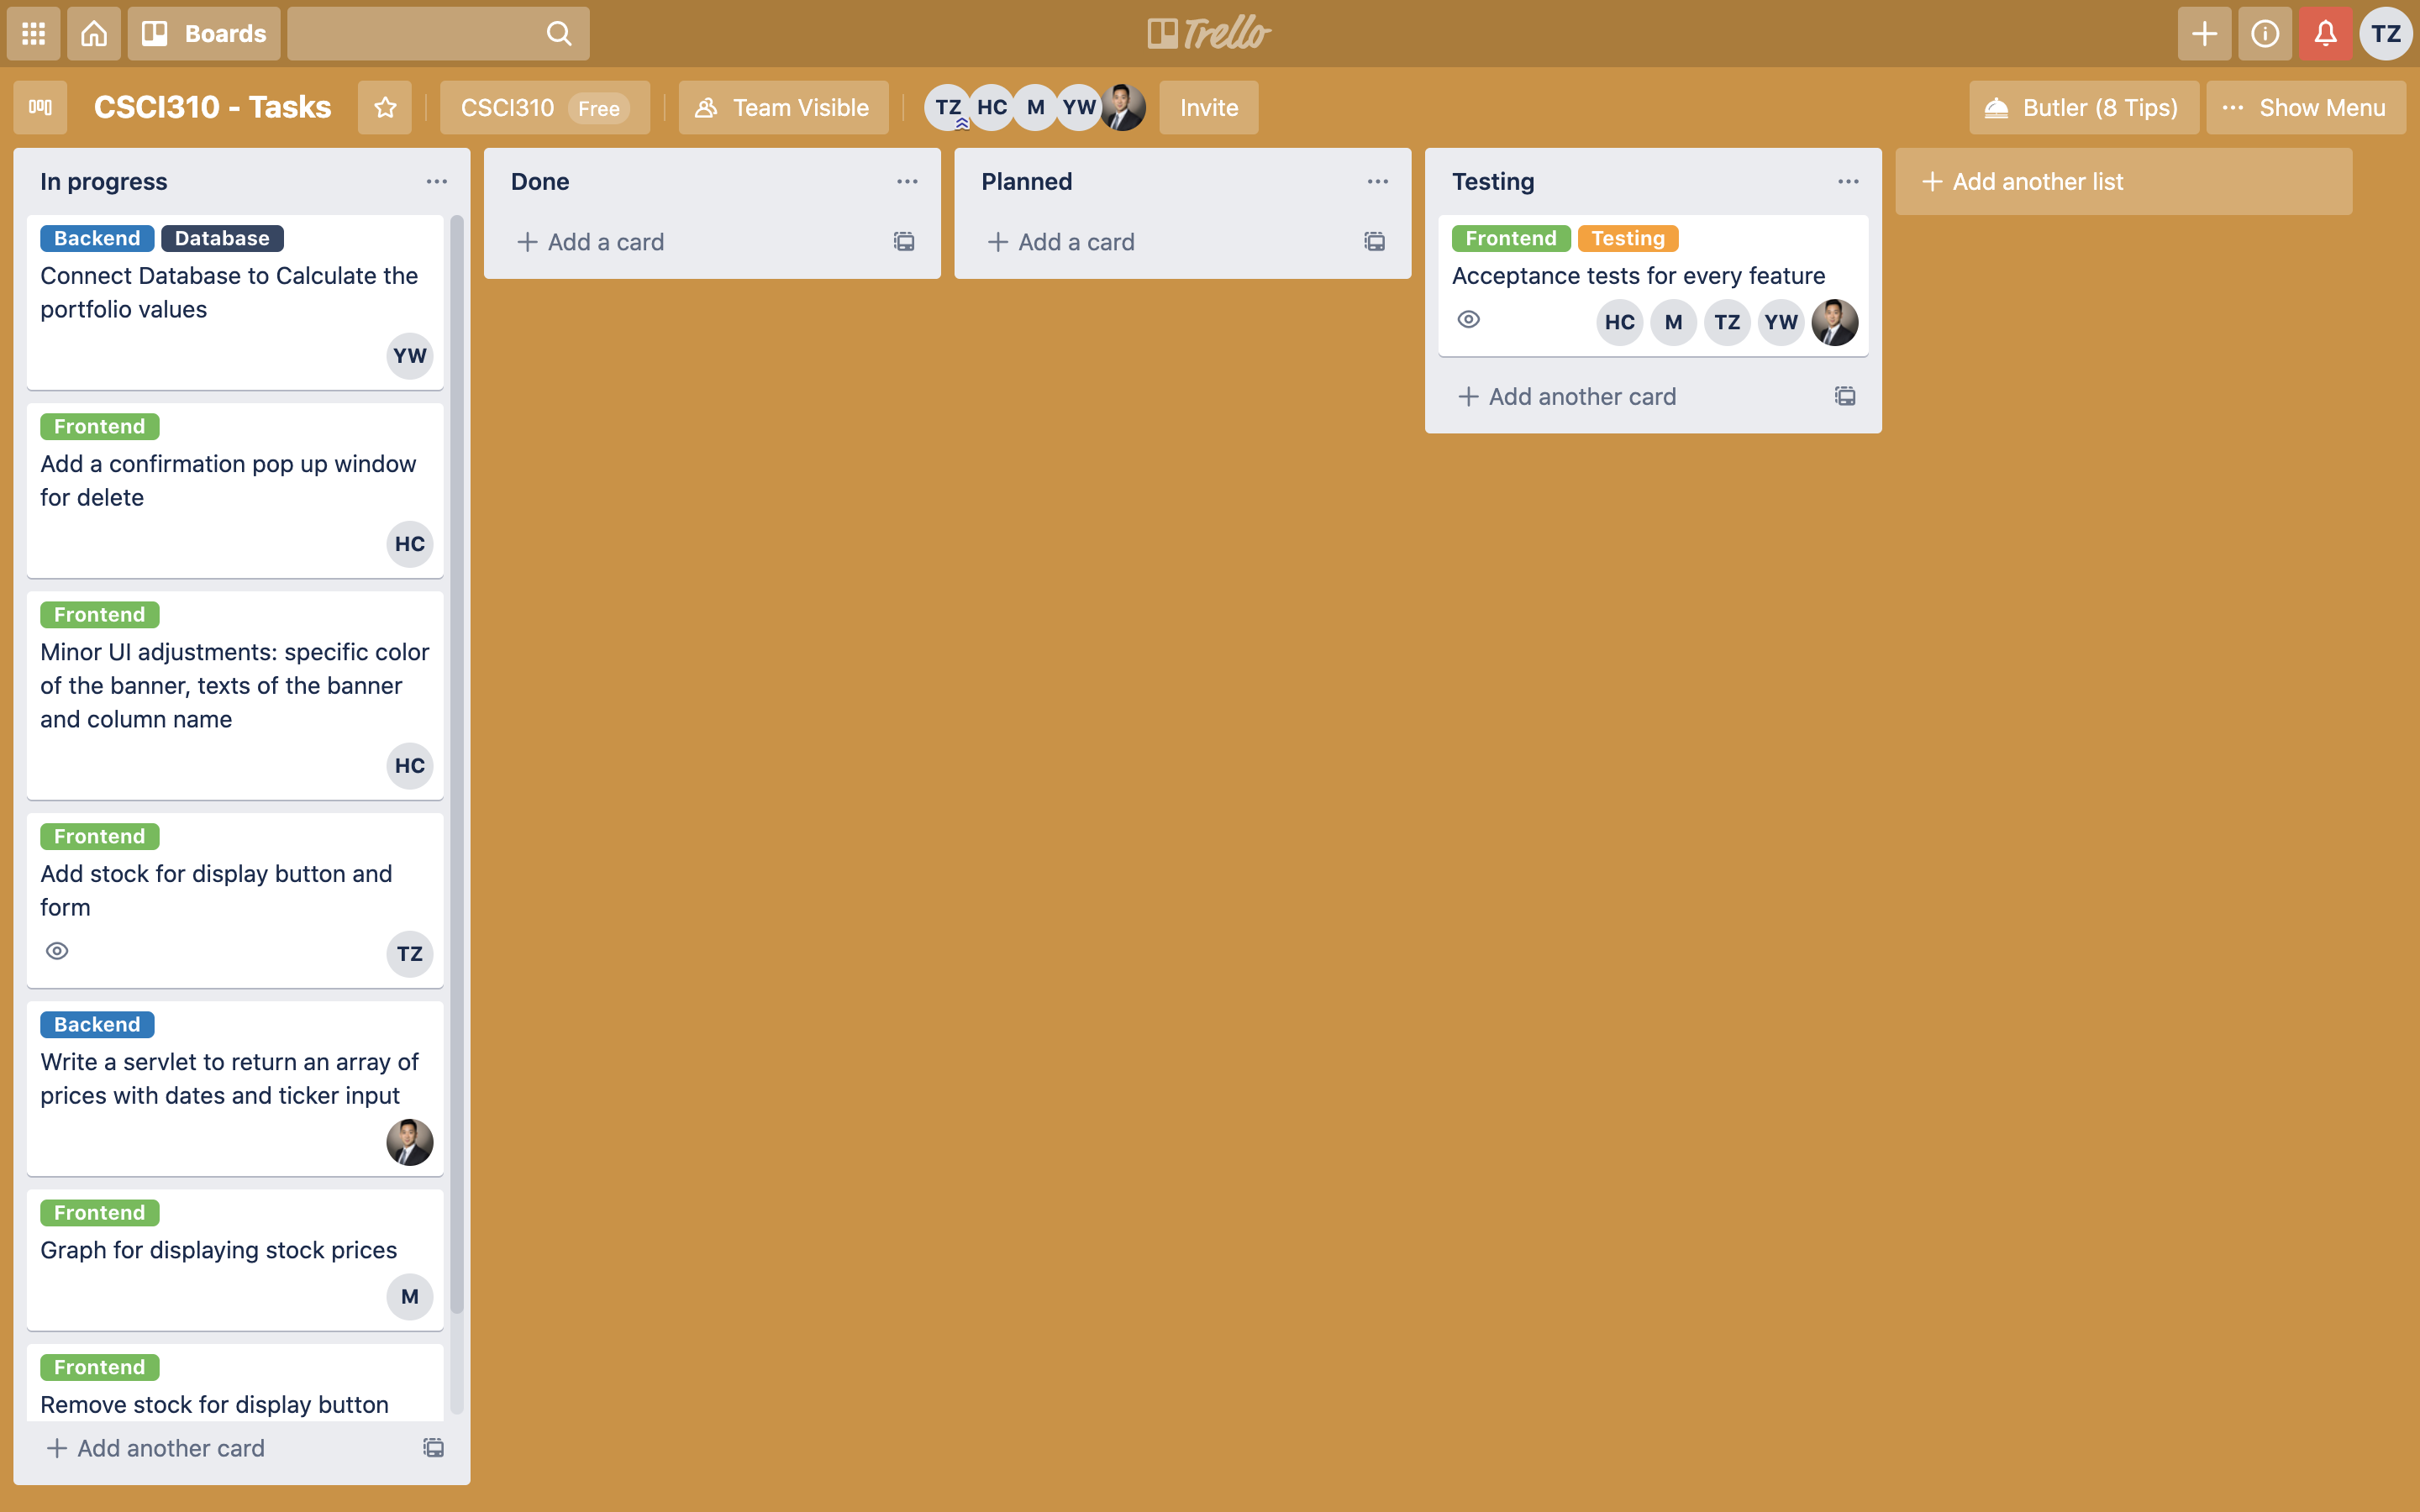 Boards
Trello
TZ
CSCI310 - Tasks
CSCI310 Free
Team Visible
TZ HC M YW
Invite
Butler (8 Tips)
Show Menu
In progress
Backend Database
Connect Database to Calculate the
portfolio values
YW
Frontend
Add a confirmation pop up window
for delete
HC
Frontend
Minor UI adjustments: specific color
of the banner, texts of the banner
and column name
HC
Frontend
Add stock for display button and
form
TZ
Backend
Write a servlet to return an array of
prices with dates and ticker input
Frontend
Graph for displaying stock prices
M
Frontend
Remove stock for display button
Add another card
Done
Add a card
Planned
Add a card
Testing
Frontend Testing
Acceptance tests for every feature
HC M TZ YW
Add another card
Add another list